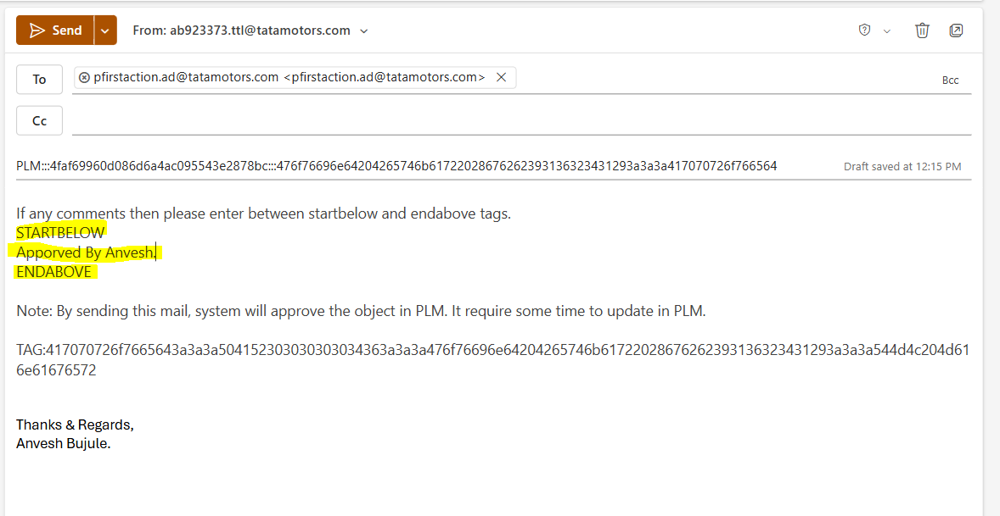 Send From: ab923373.ttl@tatamotors.com
To pfirstaction.ad@tatamotors.com <pfirstaction.ad@tatamotors.com> Bcc
Cc
PLM:::4faf69960d086d6a4ac095543e2878bc:::476f76696e64204265746b617220286762623931363234312​93a3a3a417070726f766564 Draft saved at 12:15 PM
If any comments then please enter between startbelow and endabove tags.
STARTBELOW
Apporved By Anvesh.
ENDABOVE
Note: By sending this mail, system will approve the object in PLM. It require some time to update in PLM.
TAG:417070726f7665643a3a3a504152303030303034363a3a3a476f76696e64204265746b61722028676262393136323431293a3a3a544d4c204d61
6e61676572
Thanks & Regards,
Anvesh Bujule.